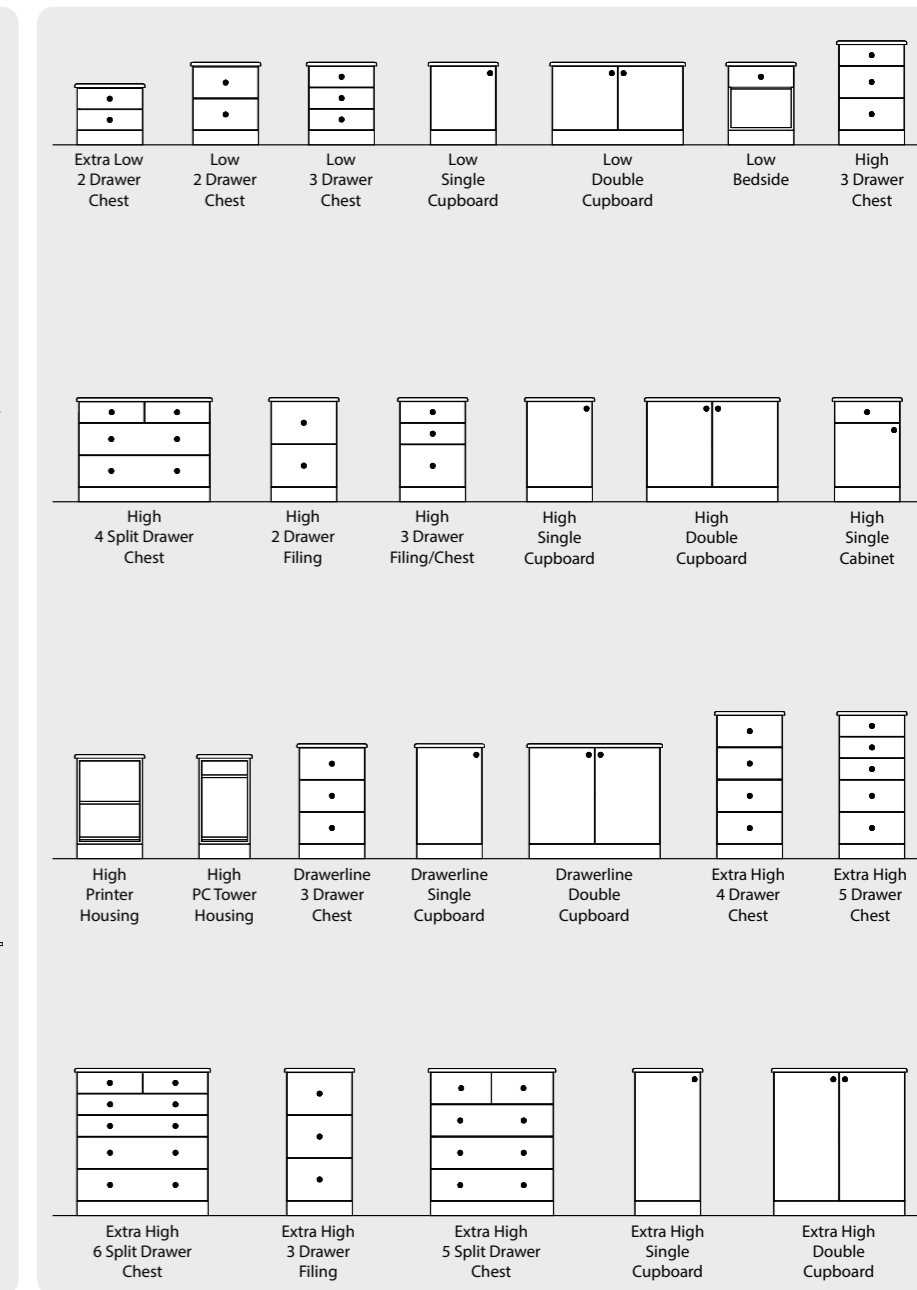 Extra Low
2 Drawer
Chest
Low
2 Drawer
Chest
Low
3 Drawer
Chest
Low
Single
Cupboard
Low
Double
Cupboard
Low
Bedside
High
3 Drawer
Chest
High
4 Split Drawer
Chest
High
2 Drawer
Filing
High
3 Drawer
Filing/Chest
High
Single
Cupboard
High
Double
Cupboard
High
Single
Cabinet
High
Printer
Housing
High
PC Tower
Housing
Drawerline
3 Drawer
Chest
Drawerline
Single
Cupboard
Drawerline
Double
Cupboard
Extra High
4 Drawer
Chest
Extra High
5 Drawer
Chest
Extra High
6 Split Drawer
Chest
Extra High
3 Drawer
Filing
Extra High
5 Split Drawer
Chest
Extra High
Single
Cupboard
Extra High
Double
Cupboard